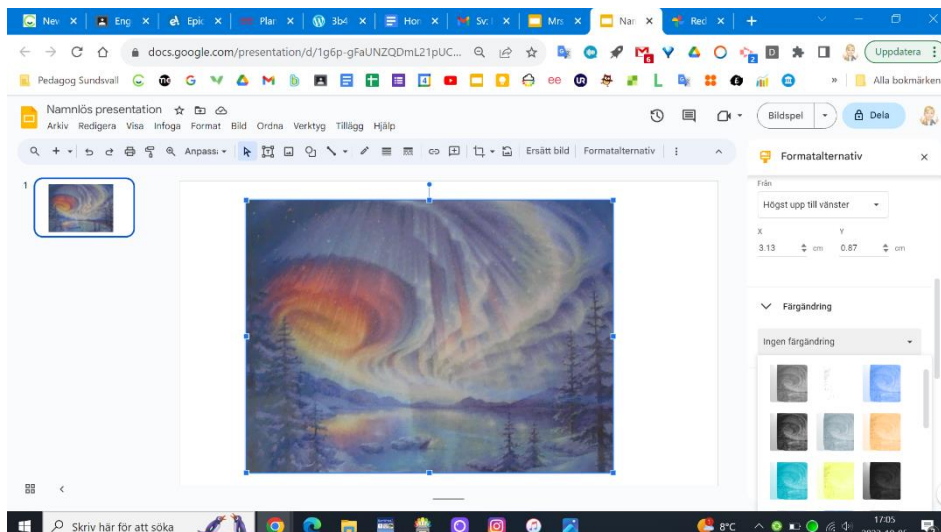 Nev
Eng
Epic
Plar
3b4
Hor
Sv: I
Mrs
Nar
Red
docs.google.com/presentation/d/1g6p-gFaUNZQDmL21pUC...
Uppdatera
Pedagog Sundsvall
Alla bokmärken
Namnlös presentation
Arkiv Redigera Visa Infoga Format Bild Ordna Verktyg Tillägg Hjälp
Bildspel
Dela
Anpassa
Ersätt bild
Formatalternativ
Formatalternativ
1
Från
Högst upp till vänster
X Y
3.13 cm 0.87 cm
Färgändring
Ingen färgändring
Skriv här för att söka
8°C
17:05